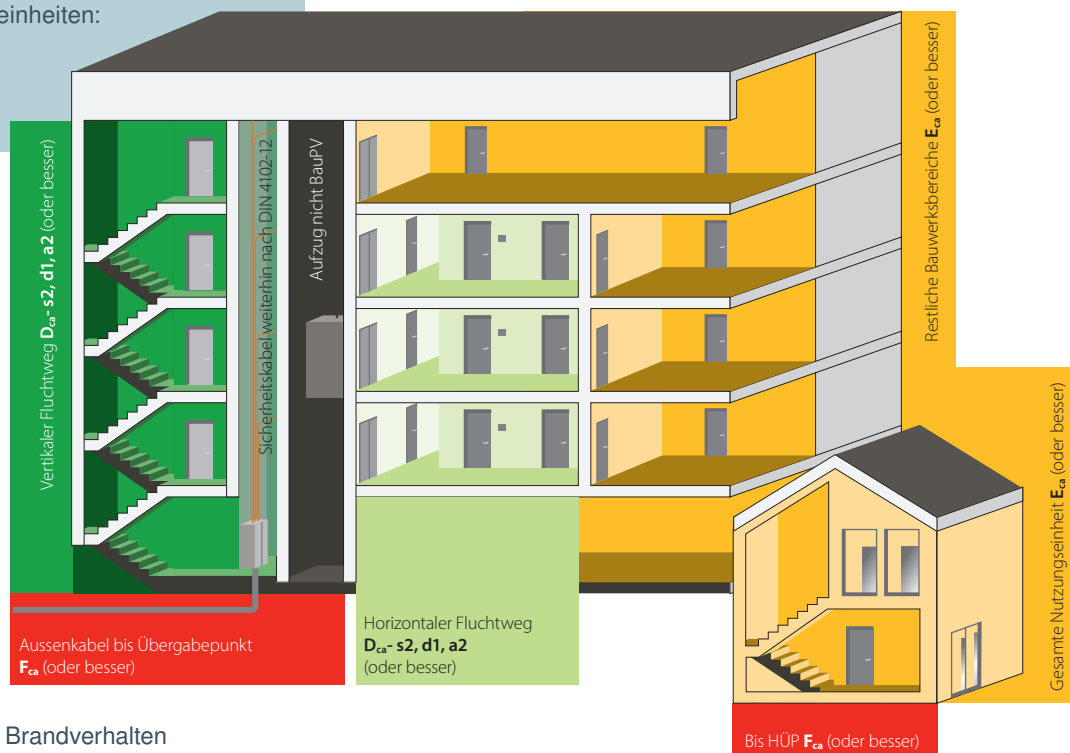 einheiten:
Vertikaler Fluchtweg Dca- s2, d1, a2 (oder besser)
Sicherheitskabel weiterhin nach DIN 4102-12
Aufzug nicht BauPV
Restliche Bauwerksbereiche Eca (oder besser)
Gesamte Nutzungseinheit Eca (oder besser)
Aussenkabel bis Übergabepunkt
Fca (oder besser)
Horizontaler Fluchtweg
Dca- s2, d1, a2
(oder besser)
Bis HÜP Fca (oder besser)
Brandverhalten